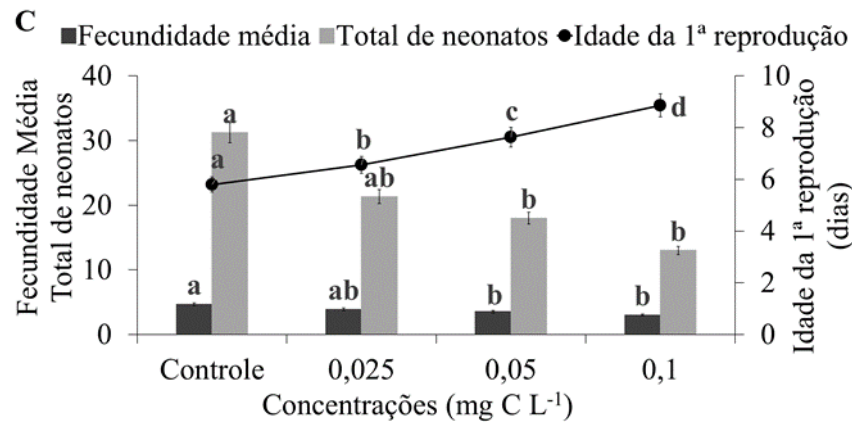 C
Fecundidade média Total de neonatos Idade da 1ª reprodução
Fecundidade Média
Total de neonatos
40
30
20
10
0
a
a
a
b
ab
ab
c
b
b
d
b
b
10
8
6
4
2
0
Idade da 1ª reprodução
(dias)
Controle 0,025 0,05 0,1
Concentrações (mg C L⁻¹)